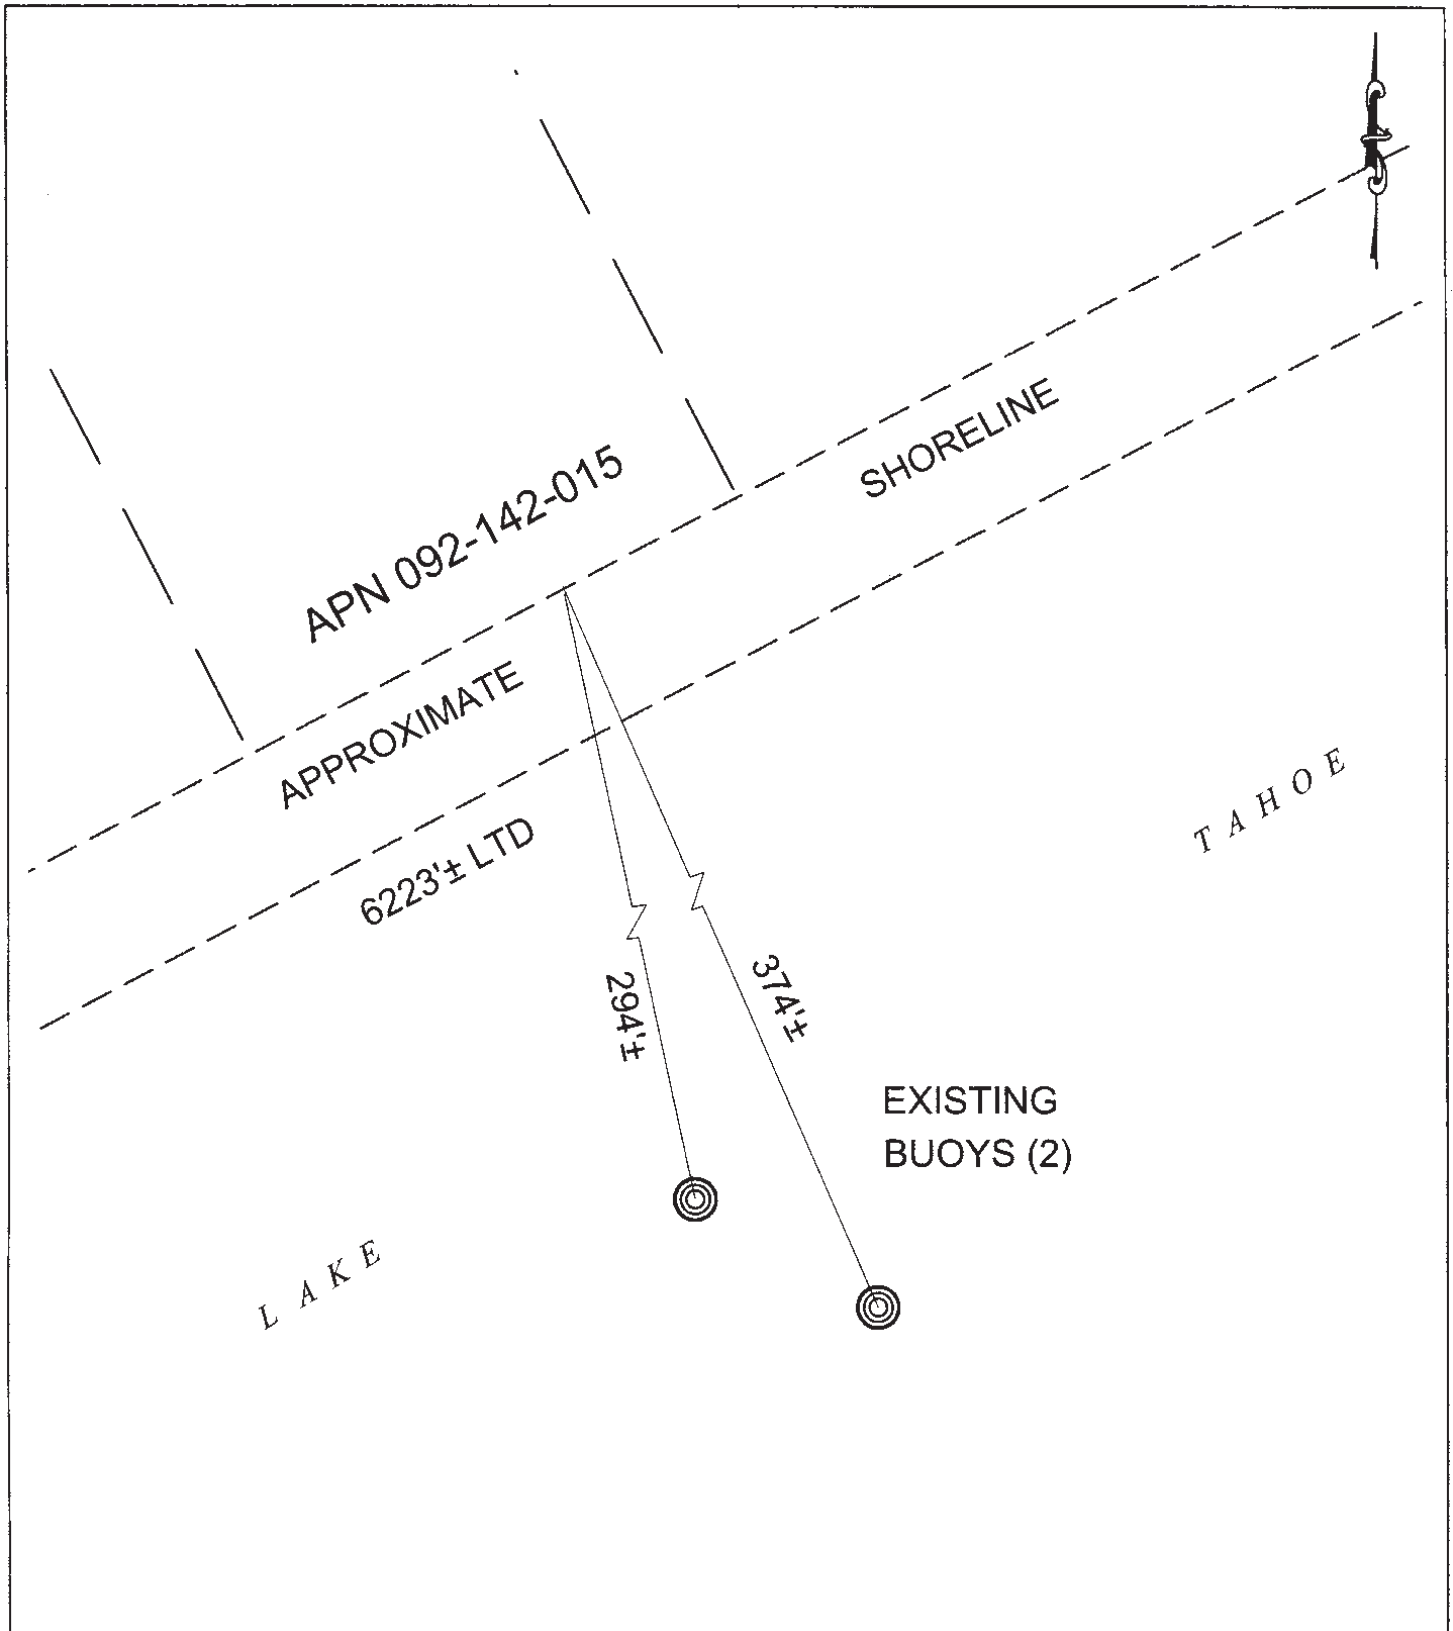 APN 092-142-015
SHORELINE
APPROXIMATE
6223'± LTD
TAHOE
294'±
374'±
EXISTING
BUOYS (2)
LAKE